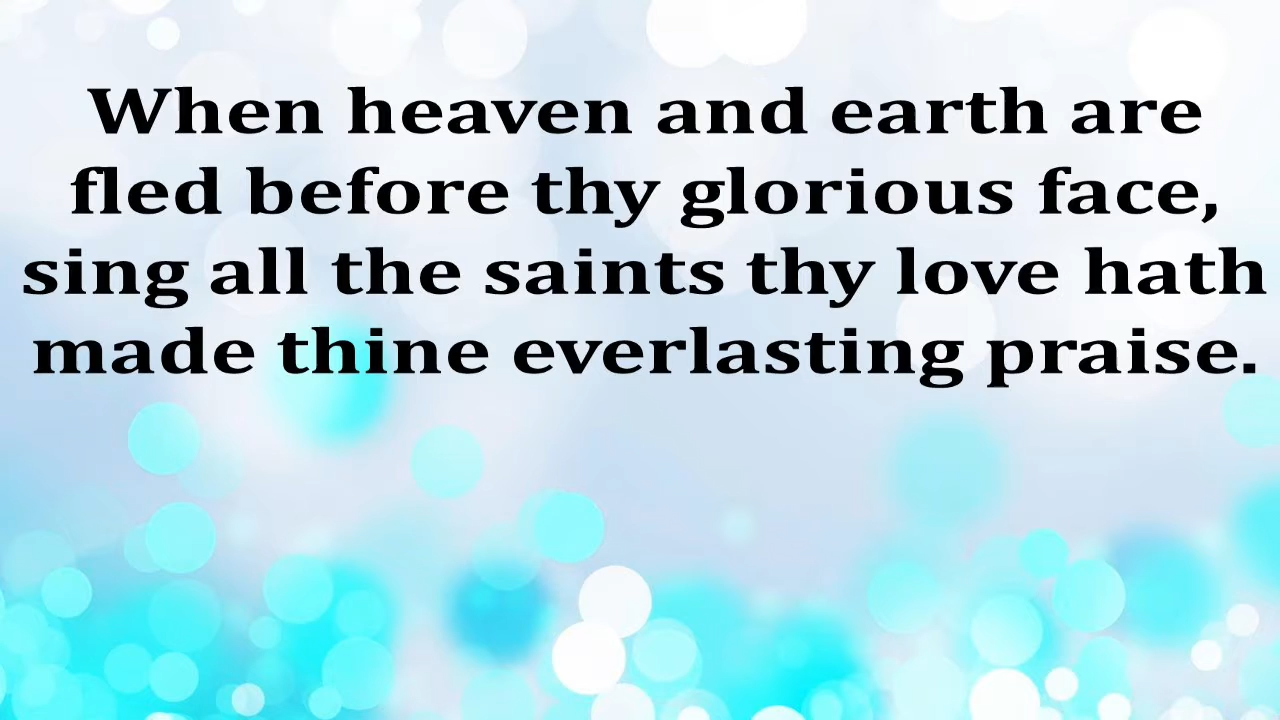 When heaven and earth are
fled before thy glorious face,
sing all the saints thy love hath
made thine everlasting praise.